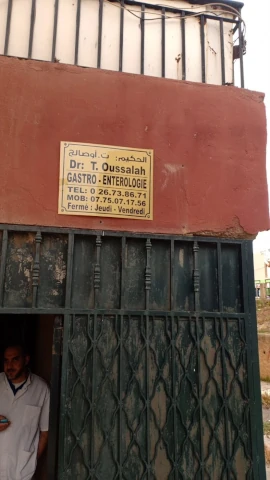 الحكيم: ت. أوصالح
Dr: T. Oussalah
GASTRO - ENTEROLOGIE
TEL: 0 26.73.86.71
MOB: 07.75.07.17.56
Fermé : Jeudi - Vendredi